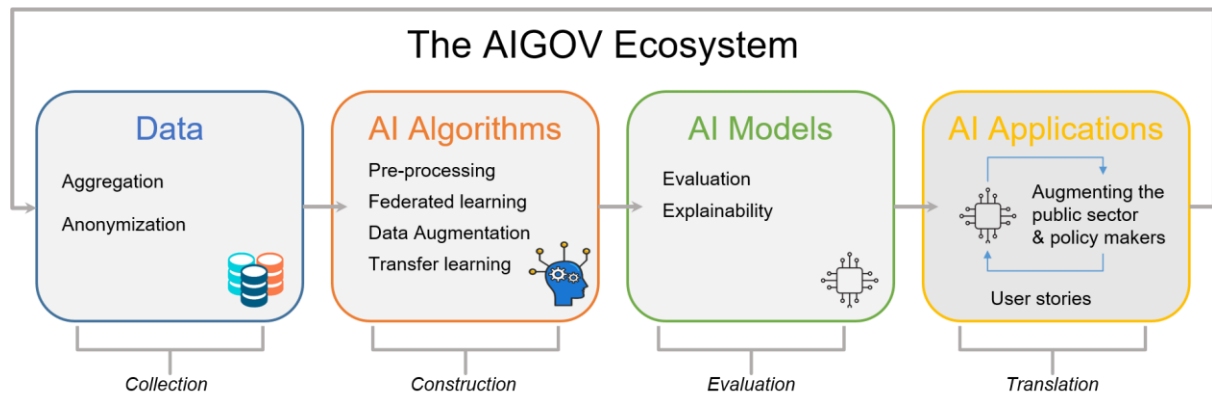 The AIGOV Ecosystem
Data
Aggregation
Anonymization
AI Algorithms
Pre-processing
Federated learning
Data Augmentation
Transfer learning
AI Models
Evaluation
Explainability
AI Applications
Augmenting the
public sector
& policy makers
User stories
Collection
Construction
Evaluation
Translation